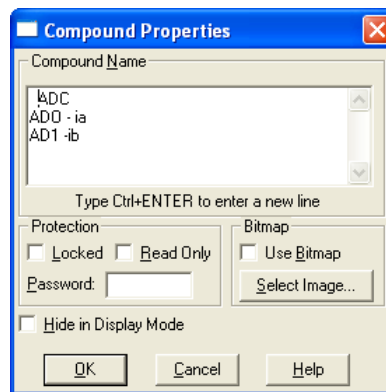 Compound Properties
Compound Name
ADC
AD0 - ia
AD1 -ib
Type Ctrl+ENTER to enter a new line
Protection
Locked
Read Only
Password:
Bitmap
Use Bitmap
Select Image...
Hide in Display Mode
OK
Cancel
Help